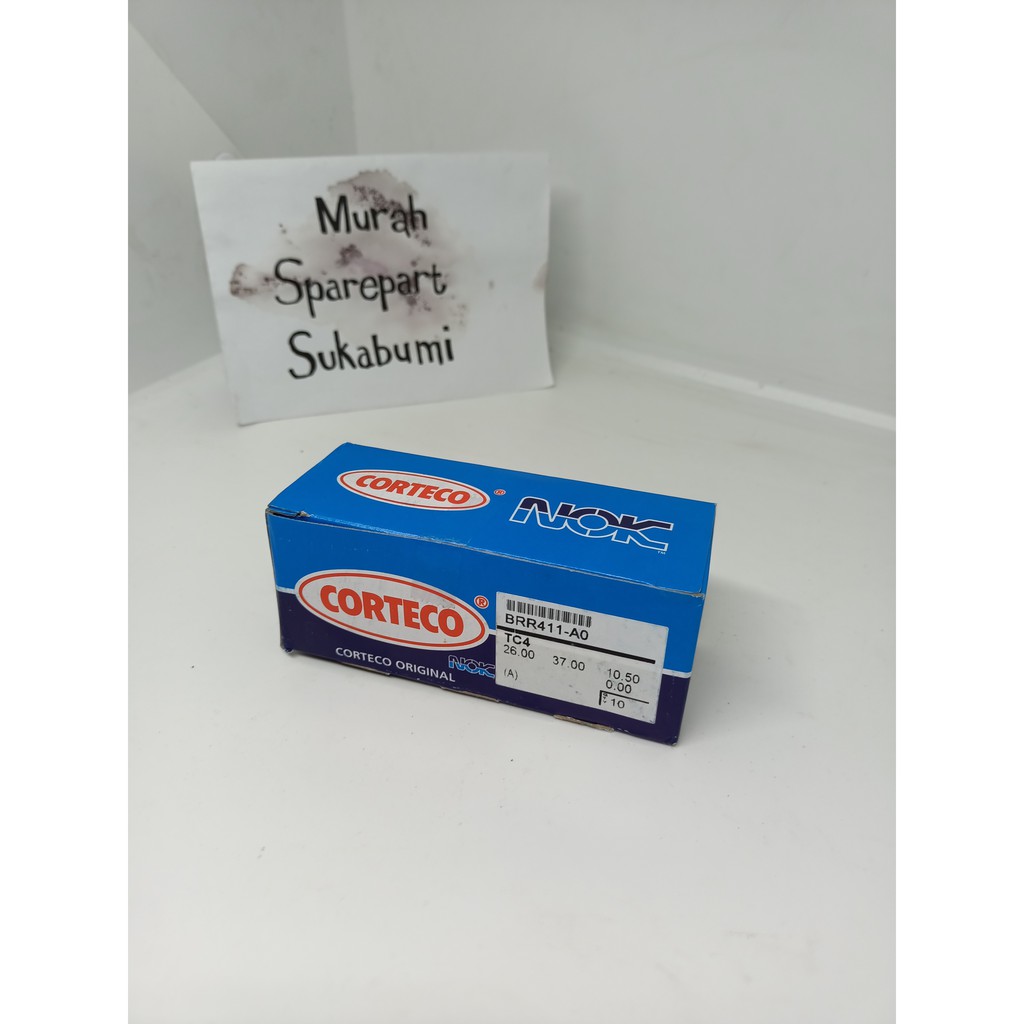 Murah
Sparepart
Sukabumi
CORTECO ®
NOK
CORTECO ®
CORTECO ORIGINAL NOK
BRR411-A0
TC4
26.00 37.00 10.50
0.00
(A)
10